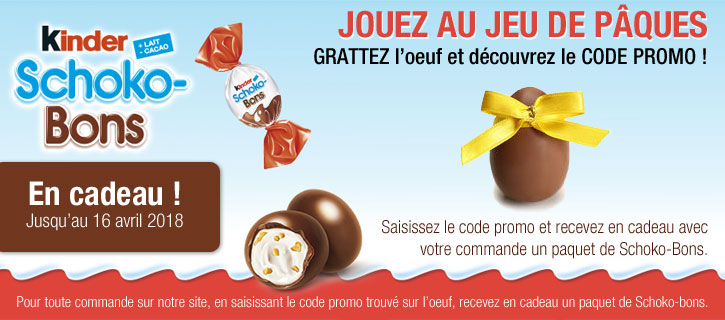 Kinder
+ LAIT
- CACAO
Schoko-
Bons
En cadeau !
Jusqu'au 16 avril 2018
Kinder
Schoko-
Bons
JOUEZ AU JEU DE PÂQUES
GRATTEZ l'oeuf et découvrez le CODE PROMO !
Saisissez le code promo et recevez en cadeau avec
votre commande un paquet de Schoko-Bons.
Pour toute commande sur notre site, en saisissant le code promo trouvé sur l'oeuf, recevez en cadeau un paquet de Schoko-bons.